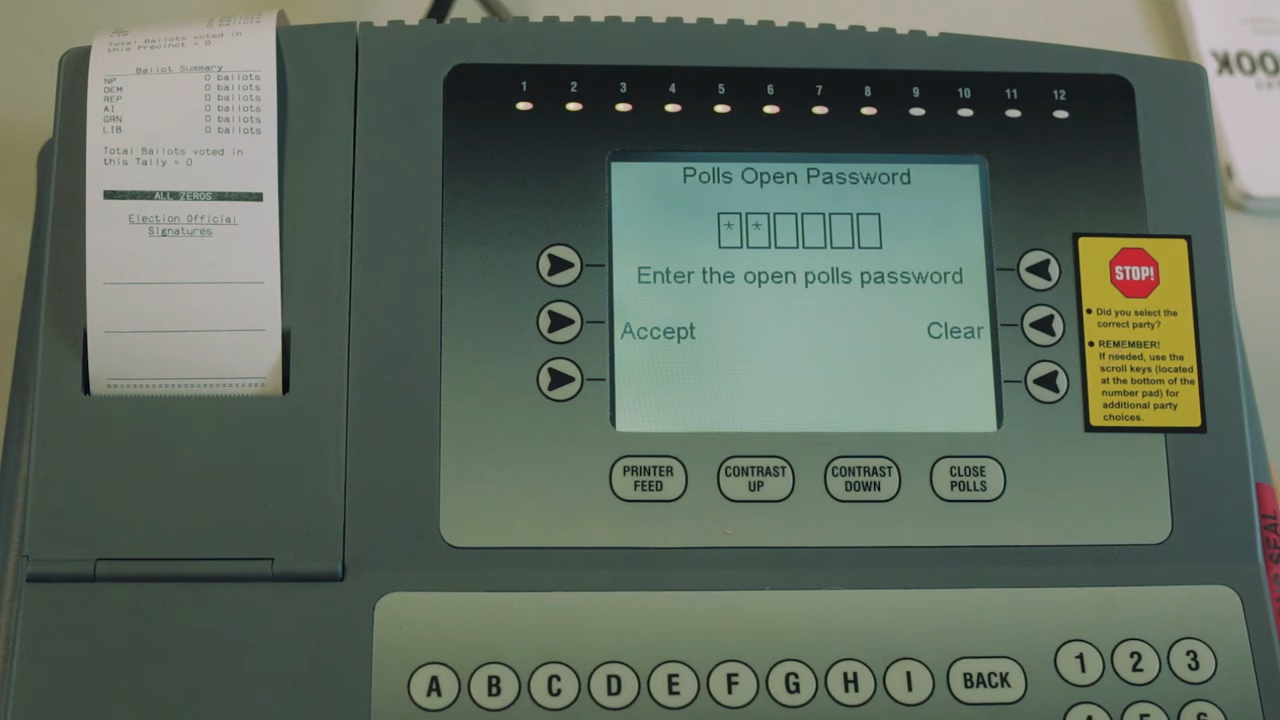 Total Ballots voted in
this Precinct = 0
Ballot Summary
NP 0 ballots
DEM 0 ballots
REP 0 ballots
AI 0 ballots
GRN 0 ballots
LIB 0 ballots
Total Ballots voted in
this Tally = 0
ALL ZEROS
Election Official
Signatures
1 2 3 4 5 6 7 8 9 10 11 12
Polls Open Password
**
Enter the open polls password
Accept Clear
PRINTER
FEED
CONTRAST
UP
CONTRAST
DOWN
CLOSE
POLLS
STOP!
• Did you select the
correct party?
• REMEMBER!
If needed, use the
scroll keys (located
at the bottom of the
number pad) for
additional party
choices.
SEAL
A B C D E F G H I BACK 1 2 3